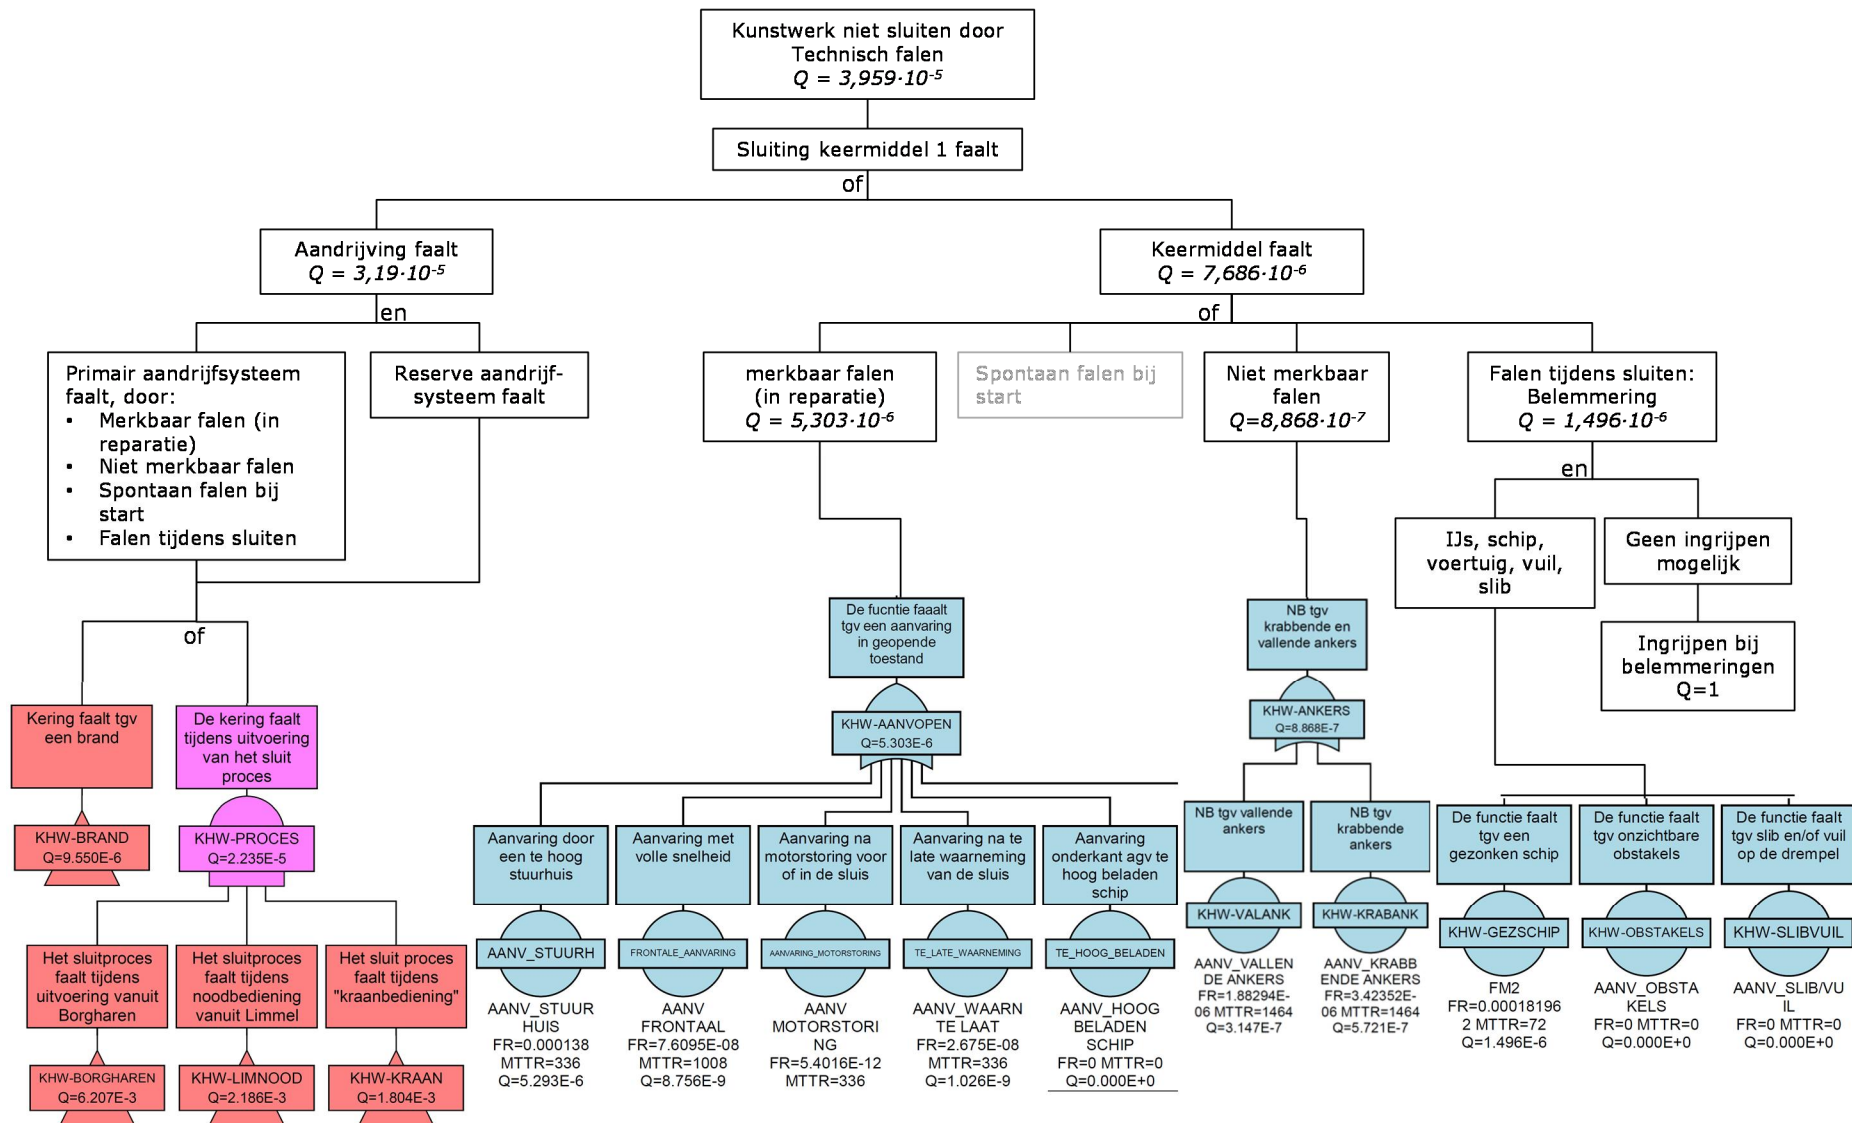 Kunstwerk niet sluiten door
Technisch falen
Q = 3,959·10⁻⁵
Sluiting keermiddel 1 faalt
of
Aandrijving faalt
Q = 3,19·10⁻⁵
Keermiddel faalt
Q = 7,686·10⁻⁶
en
of
Primair aandrijfsysteem
faalt, door:
▪ Merkbaar falen (in
reparatie)
▪ Niet merkbaar falen
▪ Spontaan falen bij
start
▪ Falen tijdens sluiten
Reserve aandrijf-
systeem faalt
merkbaar falen
(in reparatie)
Q = 5,303·10⁻⁶
Spontaan falen bij
start
Niet merkbaar
falen
Q=8,868·10⁻⁷
Falen tijdens sluiten:
Belemmering
Q = 1,496·10⁻⁶
en
IJs, schip,
voertuig, vuil,
slib
Geen ingrijpen
mogelijk
Ingrijpen bij
belemmeringen
Q=1
of
De fucntie faaalt
tgv een aanvaring
in geopende
toestand
KHW-AANVOPEN
Q=5.303E-6
NB tgv
krabbende en
vallende ankers
KHW-ANKERS
Q=8.868E-7
Kering faalt tgv
een brand
KHW-BRAND
Q=9.550E-6
De kering faalt
tijdens uitvoering
van het sluit
proces
KHW-PROCES
Q=2.235E-5
Het sluitproces
faalt tijdens
uitvoering vanuit
Borgharen
KHW-BORGHAREN
Q=6.207E-3
Het sluitproces
faalt tijdens
noodbediening
vanuit Limmel
KHW-LIMNOOD
Q=2.186E-3
Het sluit proces
faalt tijdens
"kraanbediening"
KHW-KRAAN
Q=1.804E-3
Aanvaring door
een te hoog
stuurhuis
AANV_STUURH
AANV_STUUR
HUIS
FR=0.000138
MTTR=336
Q=5.293E-6
Aanvaring met
volle snelheid
FRONTALE_AANVARING
AANV
FRONTAAL
FR=7.6095E-08
MTTR=1008
Q=8.756E-9
Aanvaring na
motorstoring voor
of in de sluis
AANVARING_MOTORSTORING
AANV
MOTORSTORI
NG
FR=5.4016E-12
MTTR=336
Aanvaring na te
late waarneming
van de sluis
TE_LATE_WAARNEMING
AANV_WAARN
TE LAAT
FR=2.675E-08
MTTR=336
Q=1.026E-9
Aanvaring
onderkant agv te
hoog beladen
schip
TE_HOOG_BELADEN
AANV_HOOG
BELADEN
SCHIP
FR=0 MTTR=0
Q=0.000E+0
NB tgv vallende
ankers
KHW-VALANK
AANV_VALLEN
DE ANKERS
FR=1.88294E-
06 MTTR=1464
Q=3.147E-7
NB tgv
krabbende
ankers
KHW-KRABANK
AANV_KRABB
ENDE ANKERS
FR=3.42352E-
06 MTTR=1464
Q=5.721E-7
De functie faalt
tgv een
gezonken schip
KHW-GEZSCHIP
FM2
FR=0.00018196
2 MTTR=72
Q=1.496E-6
De functie faalt
tgv onzichtbare
obstakels
KHW-OBSTAKELS
AANV_OBSTA
KELS
FR=0 MTTR=0
Q=0.000E+0
De functie faalt
tgv slib en/of vuil
op de drempel
KHW-SLIBVUIL
AANV_SLIB/VU
IL
FR=0 MTTR=0
Q=0.000E+0